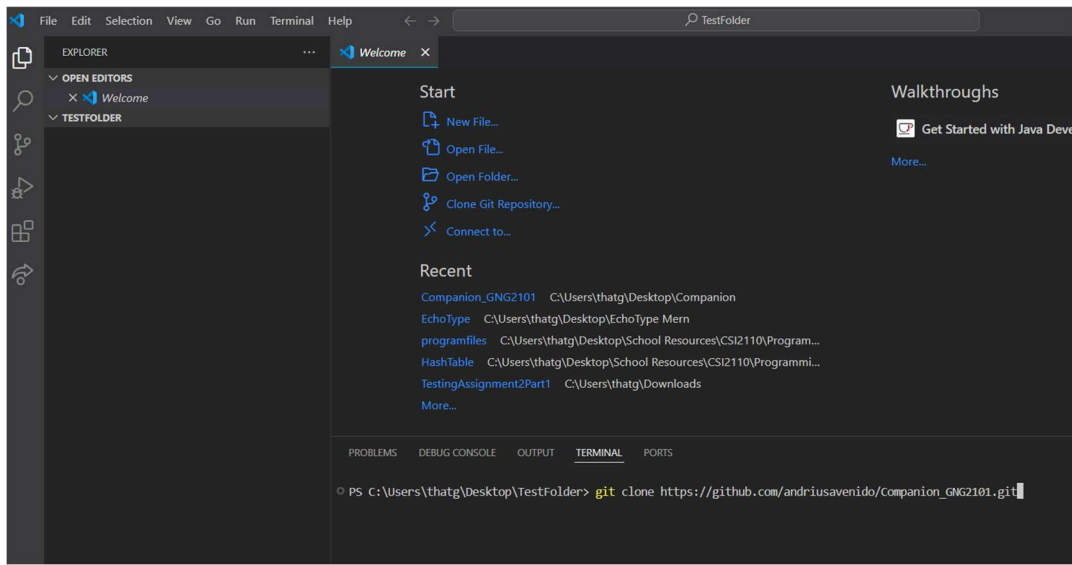 File Edit Selection View Go Run Terminal Help
TestFolder
EXPLORER
OPEN EDITORS
Welcome
TESTFOLDER
Welcome
Start
New File...
Open File...
Open Folder...
Clone Git Repository...
Connect to...
Recent
Companion_GNG2101 C:\Users\thatg\Desktop\Companion
EchoType C:\Users\thatg\Desktop\EchoType Mern
programfiles C:\Users\thatg\Desktop\School Resources\CSI2110\Program...
HashTable C:\Users\thatg\Desktop\School Resources\CSI2110\Programmi...
TestingAssignment2Part1 C:\Users\thatg\Downloads
More...
Walkthroughs
Get Started with Java Deve
More...
PROBLEMS DEBUG CONSOLE OUTPUT TERMINAL PORTS
PS C:\Users\thatg\Desktop\TestFolder> git clone https://github.com/andriusavenido/Companion_GNG2101.git